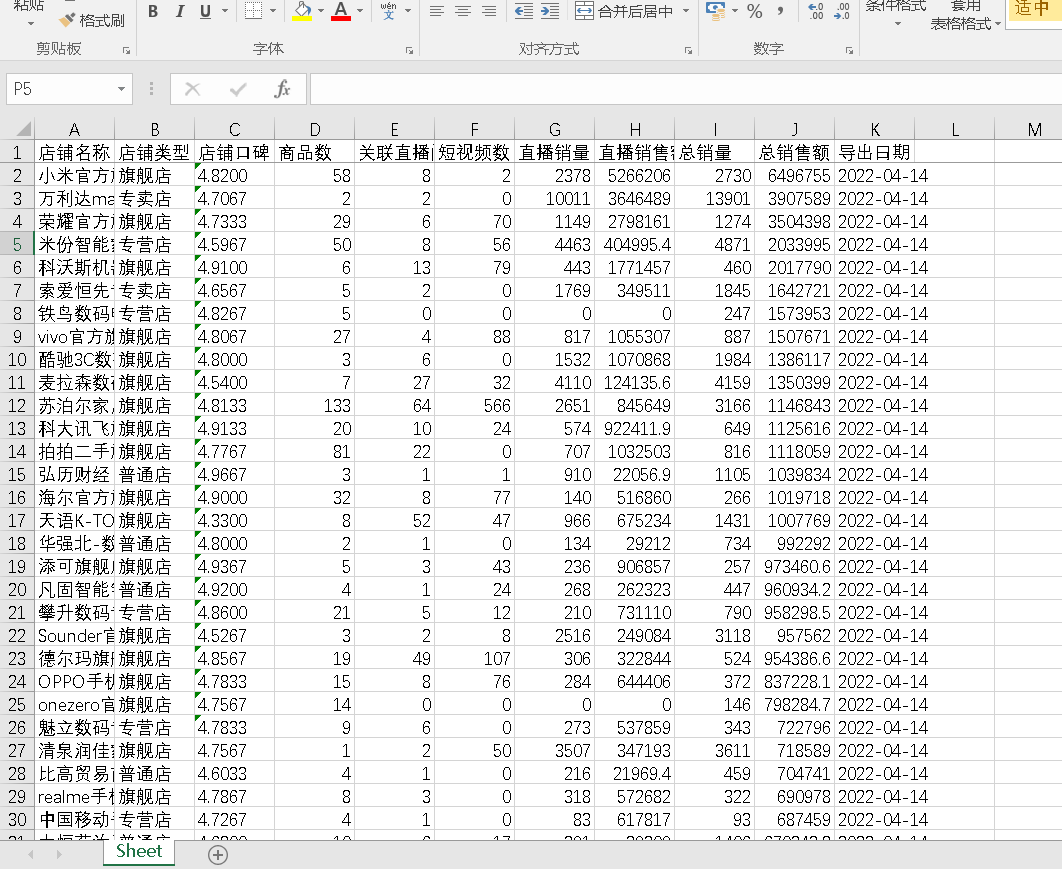 粘贴 格式刷 B I U A wén 文 合并后居中 % , 条件格式 套用 表格格式 适中
剪贴板 字体 对齐方式 数字
P5 fx
A B C D E F G H I J K L M
1 店铺名称 店铺类型 店铺口碑 商品数 关联直播 短视频数 直播销量 直播销售 总销量 总销售额 导出日期
2 小米官方 旗舰店 4.8200 58 8 2 2378 5266206 2730 6496755 2022-04-14
3 万利达ma 专卖店 4.7067 2 2 0 10011 3646489 13901 3907589 2022-04-14
4 荣耀官方 旗舰店 4.7333 29 6 70 1149 2798161 1274 3504398 2022-04-14
5 米份智能 专营店 4.5967 50 8 56 4463 404995.4 4871 2033995 2022-04-14
6 科沃斯机 旗舰店 4.9100 6 13 79 443 1771457 460 2017790 2022-04-14
7 索爱恒先 专卖店 4.6567 5 2 0 1769 349511 1845 1642721 2022-04-14
8 铁鸟数码 专营店 4.8267 5 0 0 0 0 247 1573953 2022-04-14
9 vivo官方 旗舰店 4.8067 27 4 88 817 1055307 887 1507671 2022-04-14
10 酷驰3C数 旗舰店 4.8000 3 6 0 1532 1070868 1984 1386117 2022-04-14
11 麦拉森数 旗舰店 4.5400 7 27 32 4110 124135.6 4159 1350399 2022-04-14
12 苏泊尔家 旗舰店 4.8133 133 64 566 2651 845649 3166 1146843 2022-04-14
13 科大讯飞 旗舰店 4.9133 20 10 24 574 922411.9 649 1125616 2022-04-14
14 拍拍二手 旗舰店 4.7767 81 22 0 707 1032503 816 1118059 2022-04-14
15 弘历财经 普通店 4.9667 3 1 1 910 22056.9 1105 1039834 2022-04-14
16 海尔官方 旗舰店 4.9000 32 8 77 140 516860 266 1019718 2022-04-14
17 天语K-TO 旗舰店 4.3300 8 52 47 966 675234 1431 1007769 2022-04-14
18 华强北-数 普通店 4.8000 2 1 0 134 29212 734 992292 2022-04-14
19 添可旗舰 旗舰店 4.9367 5 3 43 236 906857 257 973460.6 2022-04-14
20 凡固智能 普通店 4.9200 4 1 24 268 262323 447 960934.2 2022-04-14
21 攀升数码 专营店 4.8600 21 5 12 210 731110 790 958298.5 2022-04-14
22 Sounder官 旗舰店 4.5267 3 2 8 2516 249084 3118 957562 2022-04-14
23 德尔玛旗 旗舰店 4.8567 19 49 107 306 322844 524 954386.6 2022-04-14
24 OPPO手机 旗舰店 4.7833 15 8 76 284 644406 372 837228.1 2022-04-14
25 onezero官 旗舰店 4.7567 14 0 0 0 0 146 798284.7 2022-04-14
26 魅立数码 专营店 4.7833 9 6 0 273 537859 343 722796 2022-04-14
27 清泉润佳 旗舰店 4.7567 1 2 50 3507 347193 3611 718589 2022-04-14
28 比高贸易 普通店 4.6033 4 1 0 216 21969.4 459 704741 2022-04-14
29 realme手机 旗舰店 4.7867 8 3 0 318 572682 322 690978 2022-04-14
30 中国移动 专营店 4.7267 4 1 0 83 617817 93 687459 2022-04-14
Sheet